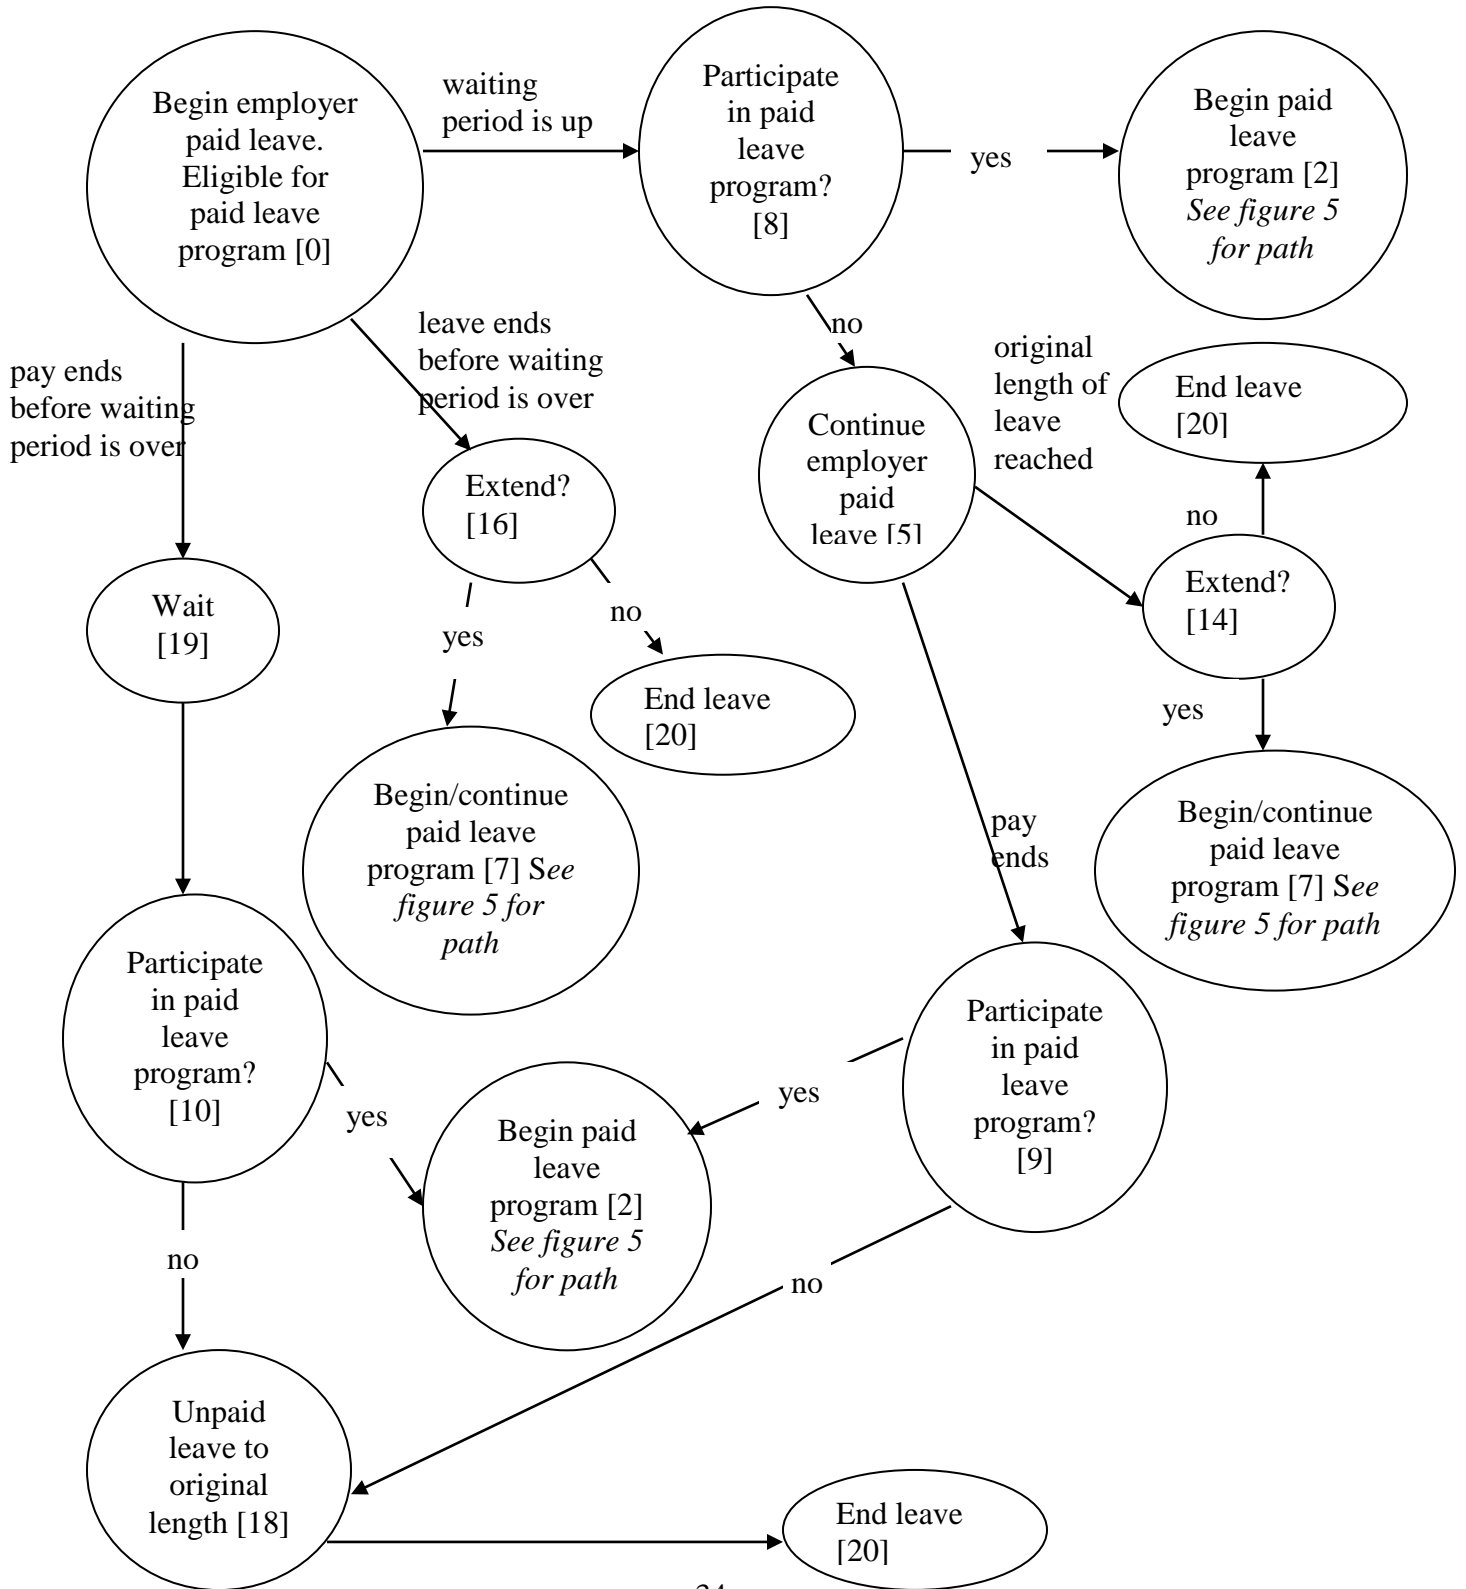 Begin employer
paid leave.
Eligible for
paid leave
program [0]
waiting
period is up
Participate
in paid
leave
program?
[8]
yes
Begin paid
leave
program [2]
See figure 5
for path
pay ends
before waiting
period is over
leave ends
before waiting
period is over
no
original
length of
leave
reached
End leave
[20]
Continue
employer
paid
leave [5]
Extend?
[16]
no
Extend?
[14]
Wait
[19]
yes
no
End leave
[20]
yes
Begin/continue
paid leave
program [7] See
figure 5 for
path
pay
ends
Begin/continue
paid leave
program [7] See
figure 5 for path
Participate
in paid
leave
program?
[10]
yes
Begin paid
leave
program [2]
See figure 5
for path
yes
Participate
in paid
leave
program?
[9]
no
no
Unpaid
leave to
original
length [18]
End leave
[20]